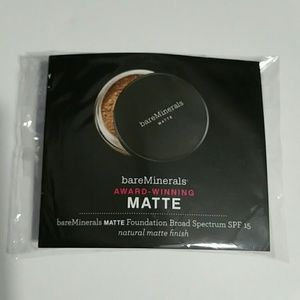 bareMinerals
MATTE
bareMinerals®
AWARD-WINNING
MATTE
bareMinerals MATTE Foundation Broad Spectrum SPF 15
natural matte finish